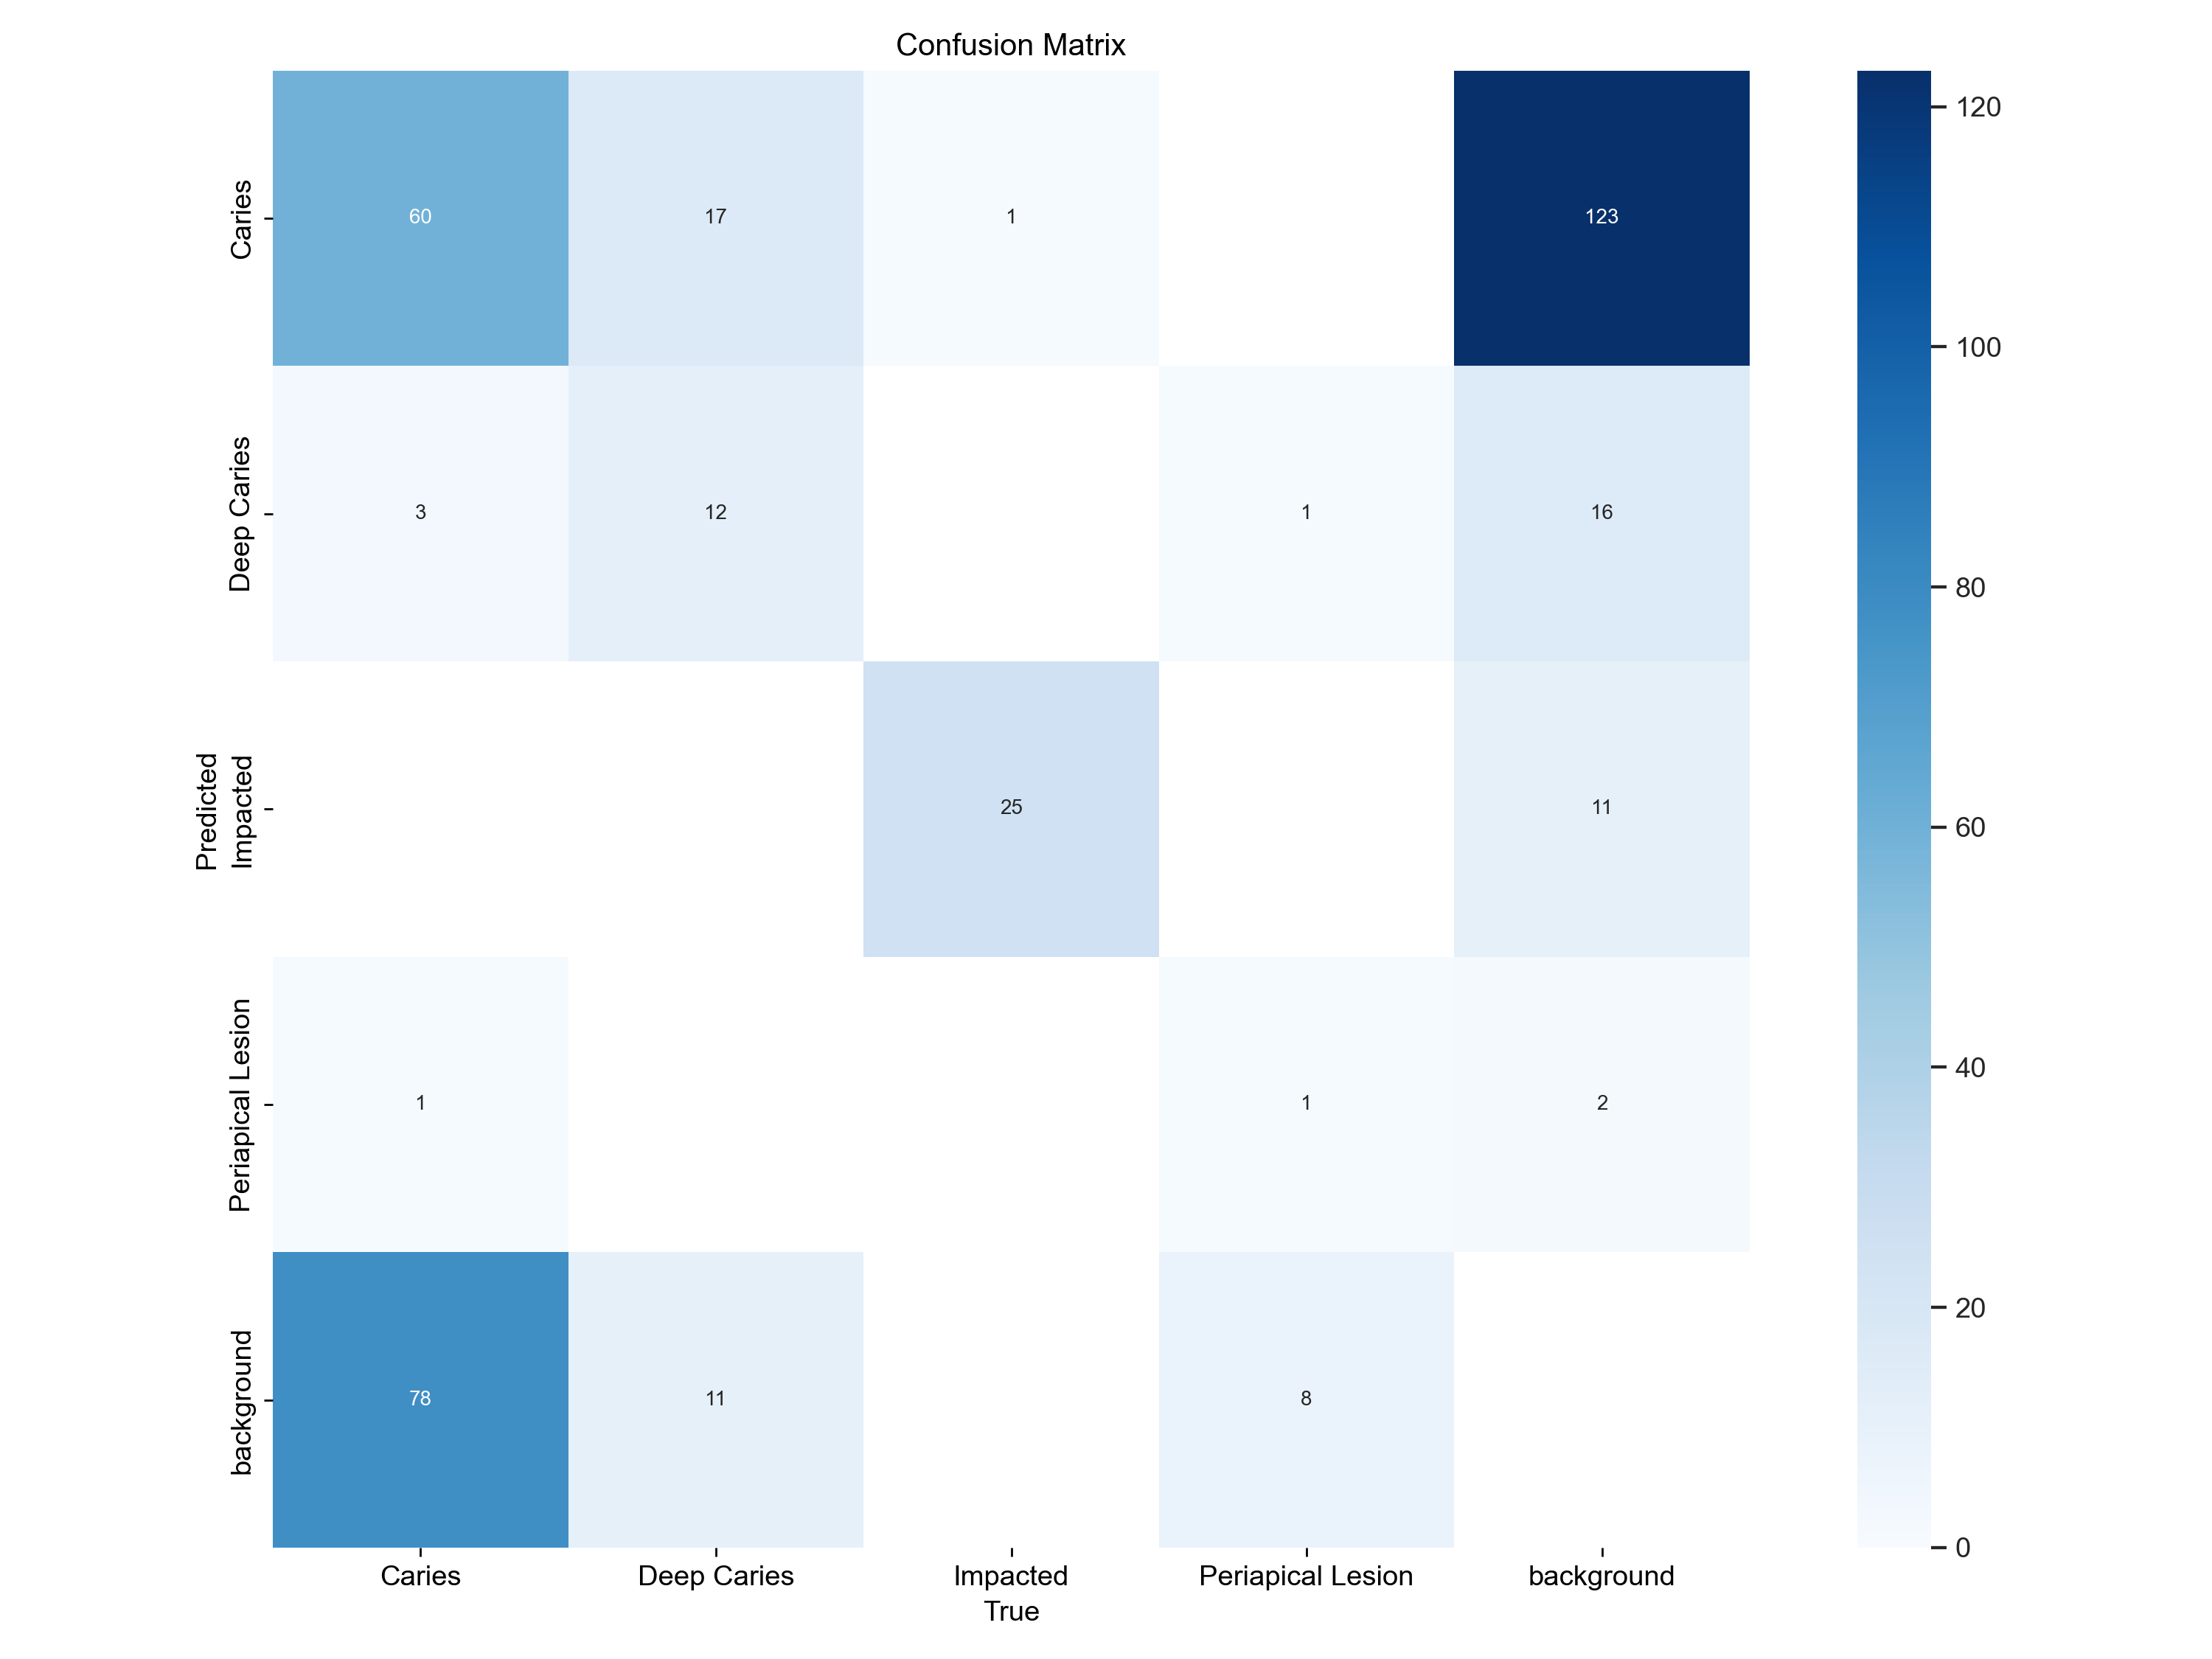 Confusion Matrix
Caries
60
17
1
123
120
100
Deep Caries
3
12
1
16
80
Predicted
Impacted
25
11
60
Periapical Lesion
1
1
2
40
background
78
11
8
20
0
Caries
Deep Caries
Impacted
Periapical Lesion
background
True